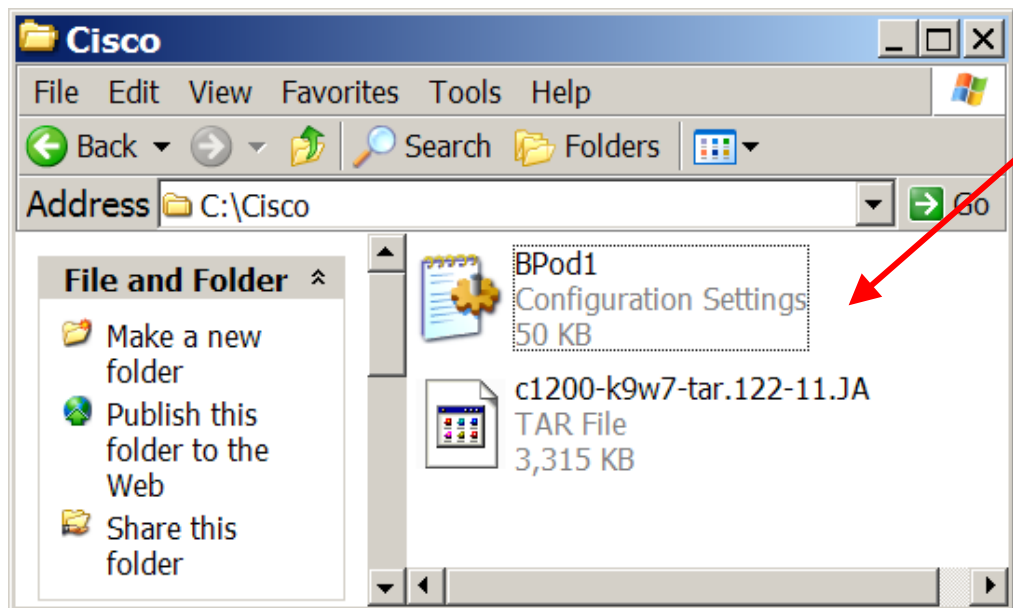 Cisco
File Edit View Favorites Tools Help
Back Search Folders
Address C:\Cisco Go
File and Folder
Make a new
folder
Publish this
folder to the
Web
Share this
folder
BPod1
Configuration Settings
50 KB
c1200-k9w7-tar.122-11.JA
TAR File
3,315 KB